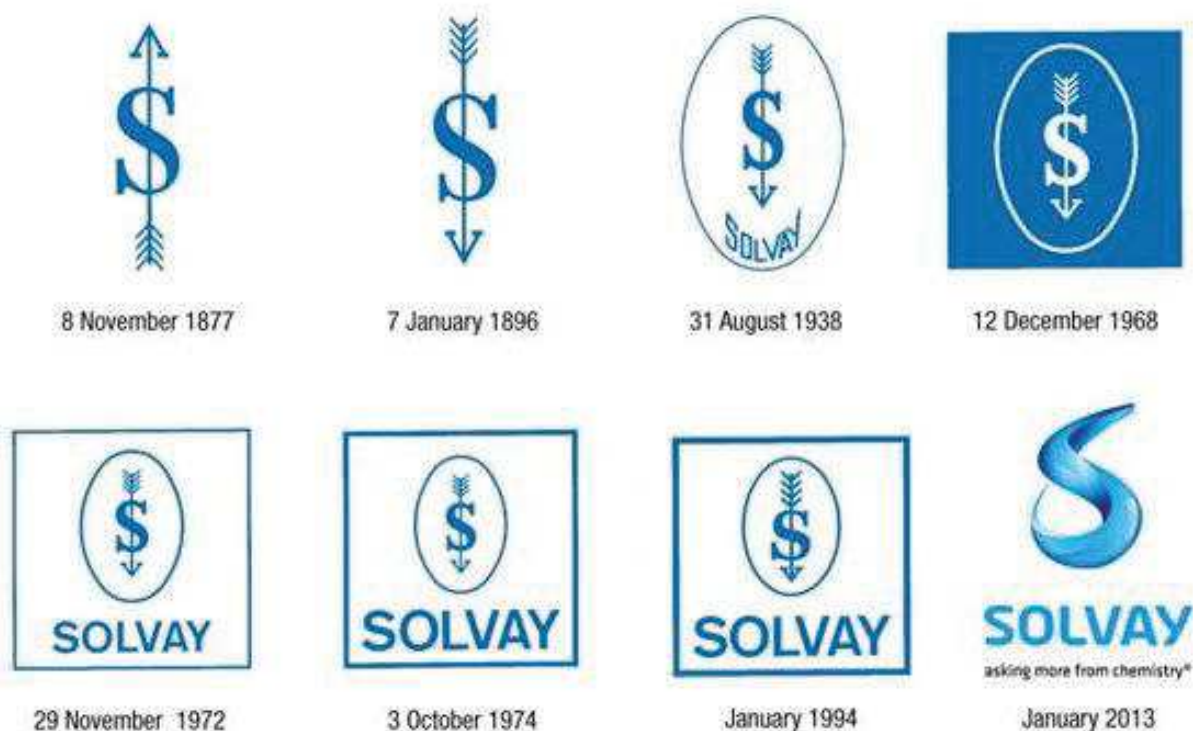 S
S
S
SOLVAY
S
8 November 1877
7 January 1896
31 August 1938
12 December 1968
S
SOLVAY
S
SOLVAY
S
SOLVAY
SOLVAY
asking more from chemistry®
29 November 1972
3 October 1974
January 1994
January 2013